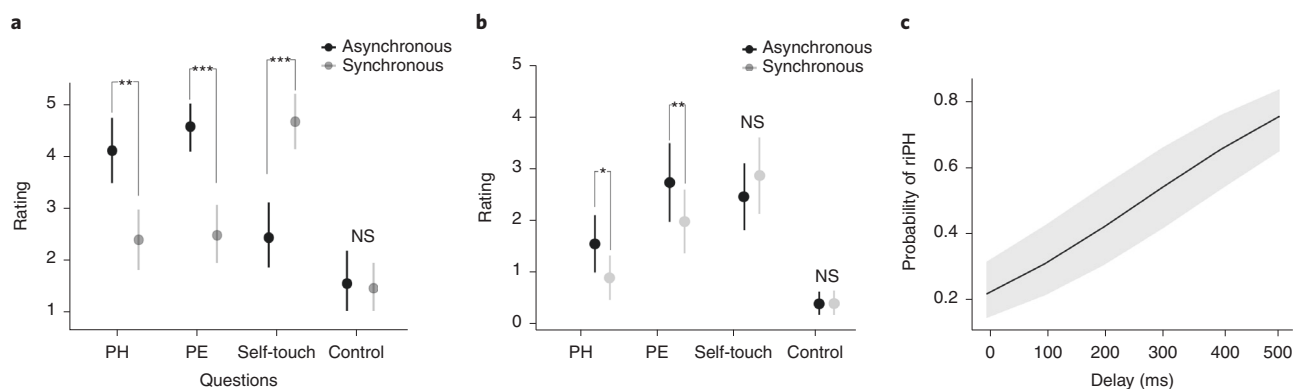 a
Asynchronous
Synchronous
**
***
***
NS
5
4
3
2
1
Rating
PH
PE
Self-touch
Control
Questions
b
Asynchronous
Synchronous
*
**
NS
NS
5
4
3
2
1
0
Rating
PH
PE
Self-touch
Control
c
0.8
0.6
0.4
0.2
Probability of riPH
0
100
200
300
400
500
Delay (ms)